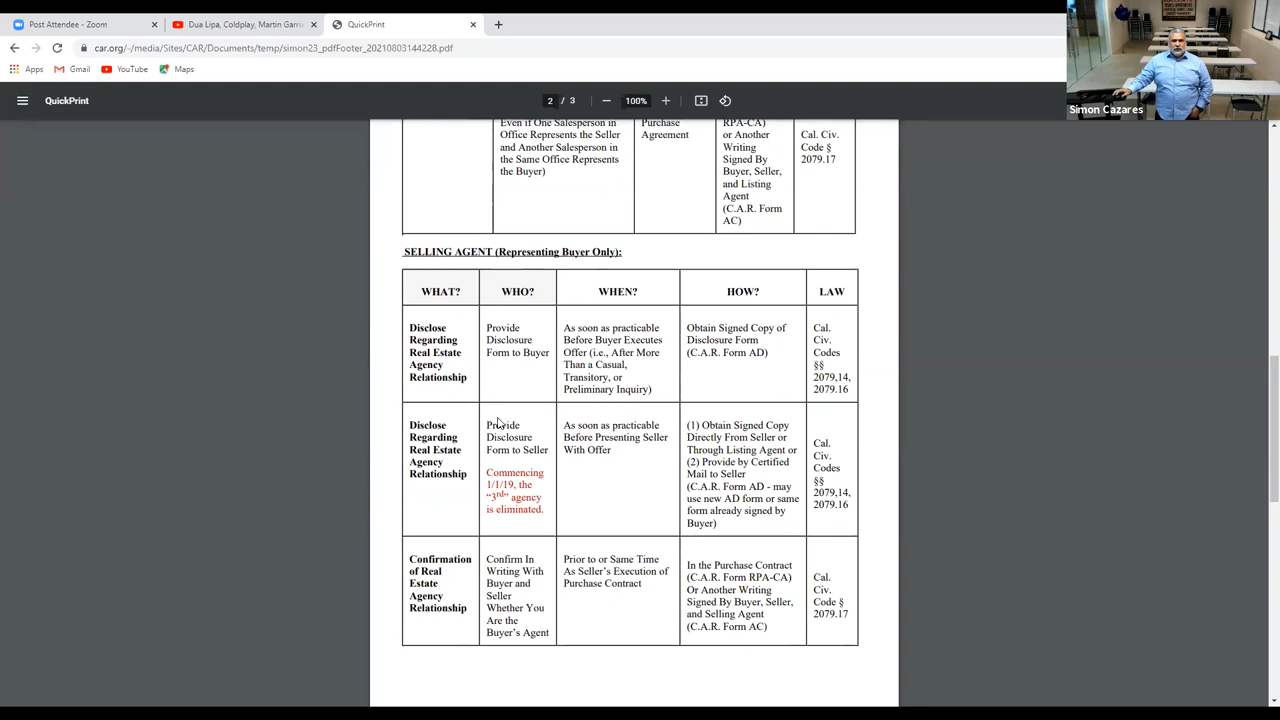 Post Attendee - Zoom
Dua Lipa, Coldplay, Martin Garri
QuickPrint
car.org/-/media/Sites/CAR/Documents/temp/simon23_pdfFooter_20210803144228.pdf
Apps
Gmail
YouTube
Maps
QuickPrint
2 / 3
100%
Simon Cazares
Even if One Salesperson in
Office Represents the Seller
and Another Salesperson in
the Same Office Represents
the Buyer)
Purchase
Agreement
RPA-CA)
or Another
Writing
Signed By
Buyer, Seller,
and Listing
Agent
(C.A.R. Form
AC)
Cal. Civ.
Code §
2079.17
SELLING AGENT (Representing Buyer Only):
WHAT?
WHO?
WHEN?
HOW?
LAW
Disclose
Regarding
Real Estate
Agency
Relationship
Provide
Disclosure
Form to Buyer
As soon as practicable
Before Buyer Executes
Offer (i.e., After More
Than a Casual,
Transitory, or
Preliminary Inquiry)
Obtain Signed Copy of
Disclosure Form
(C.A.R. Form AD)
Cal.
Civ.
Codes
§§
2079,14,
2079.16
Disclose
Regarding
Real Estate
Agency
Relationship
Provide
Disclosure
Form to Seller
Commencing
1/1/19, the
“3rd” agency
is eliminated.
As soon as practicable
Before Presenting Seller
With Offer
(1) Obtain Signed Copy
Directly From Seller or
Through Listing Agent or
(2) Provide by Certified
Mail to Seller
(C.A.R. Form AD - may
use new AD form or same
form already signed by
Buyer)
Cal.
Civ.
Codes
§§
2079,14,
2079.16
Confirmation
of Real
Estate
Agency
Relationship
Confirm In
Writing With
Buyer and
Seller
Whether You
Are the
Buyer’s Agent
Prior to or Same Time
As Seller’s Execution of
Purchase Contract
In the Purchase Contract
(C.A.R. Form RPA-CA)
Or Another Writing
Signed By Buyer, Seller,
and Selling Agent
(C.A.R. Form AC)
Cal.
Civ.
Code §
2079.17